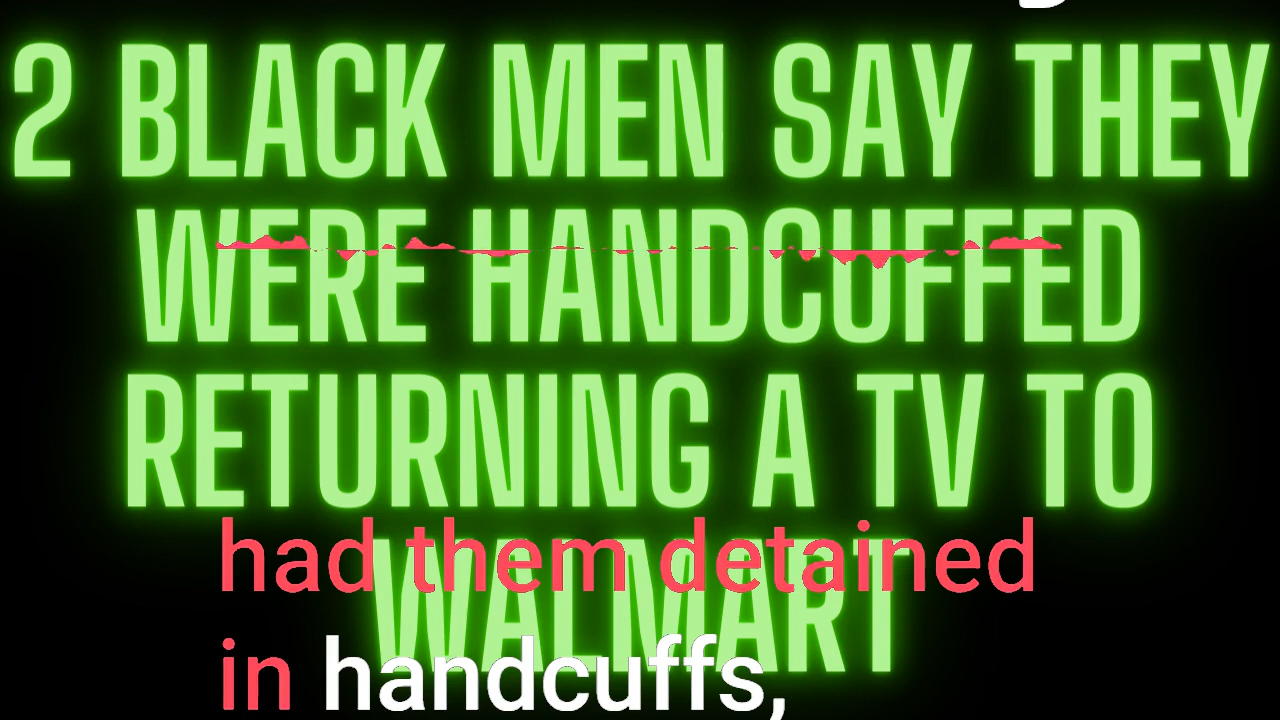 2 BLACK MEN SAY THEY
WERE HANDCUFFED
RETURNING A TV TO
WALMART
had them detained
in handcuffs,